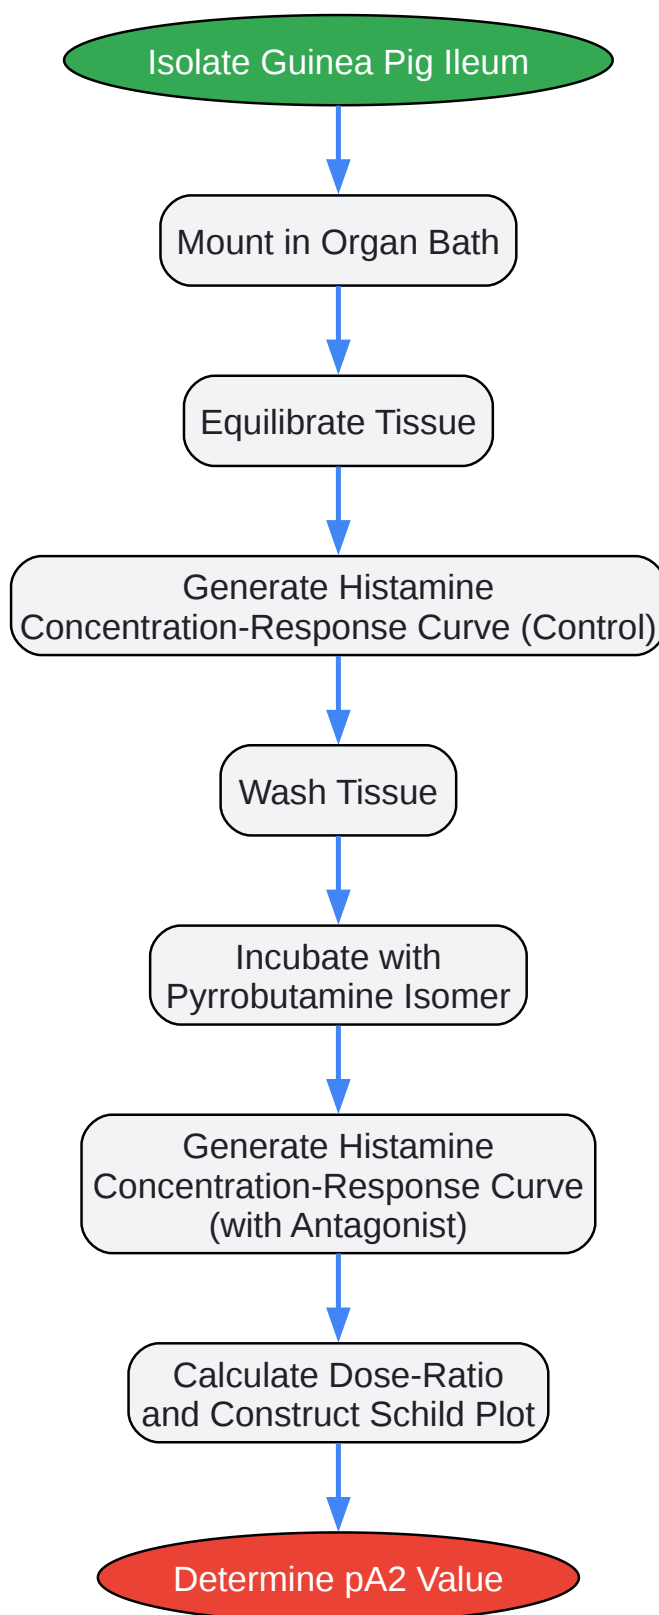 Isolate Guinea Pig Ileum
Mount in Organ Bath
Equilibrate Tissue
Generate Histamine
Concentration-Response Curve (Control)
Wash Tissue
Incubate with
Pyrrobutamine Isomer
Generate Histamine
Concentration-Response Curve
(with Antagonist)
Calculate Dose-Ratio
and Construct Schild Plot
Determine pA2 Value